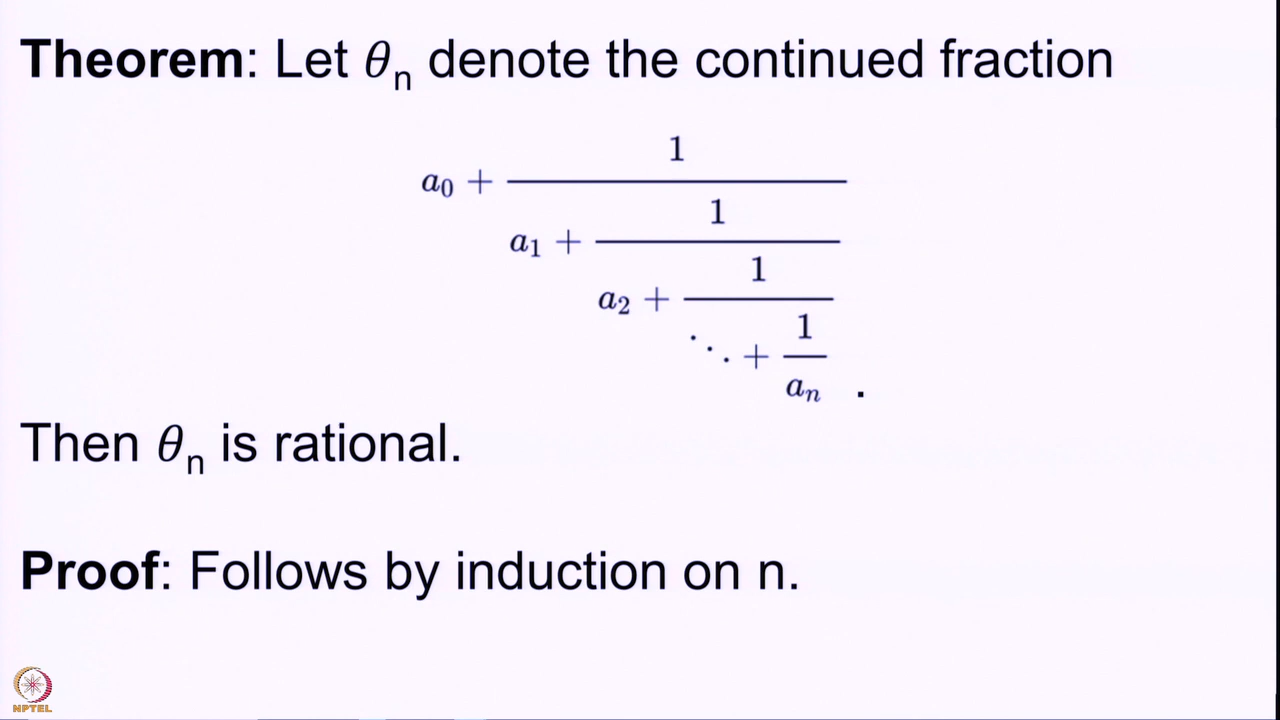 Theorem: Let θₙ denote the continued fraction
1
a₀ +
1
a₁ +
1
a₂ +
1
⋱ +
aₙ .
Then θₙ is rational.
Proof: Follows by induction on n.
NPTEL